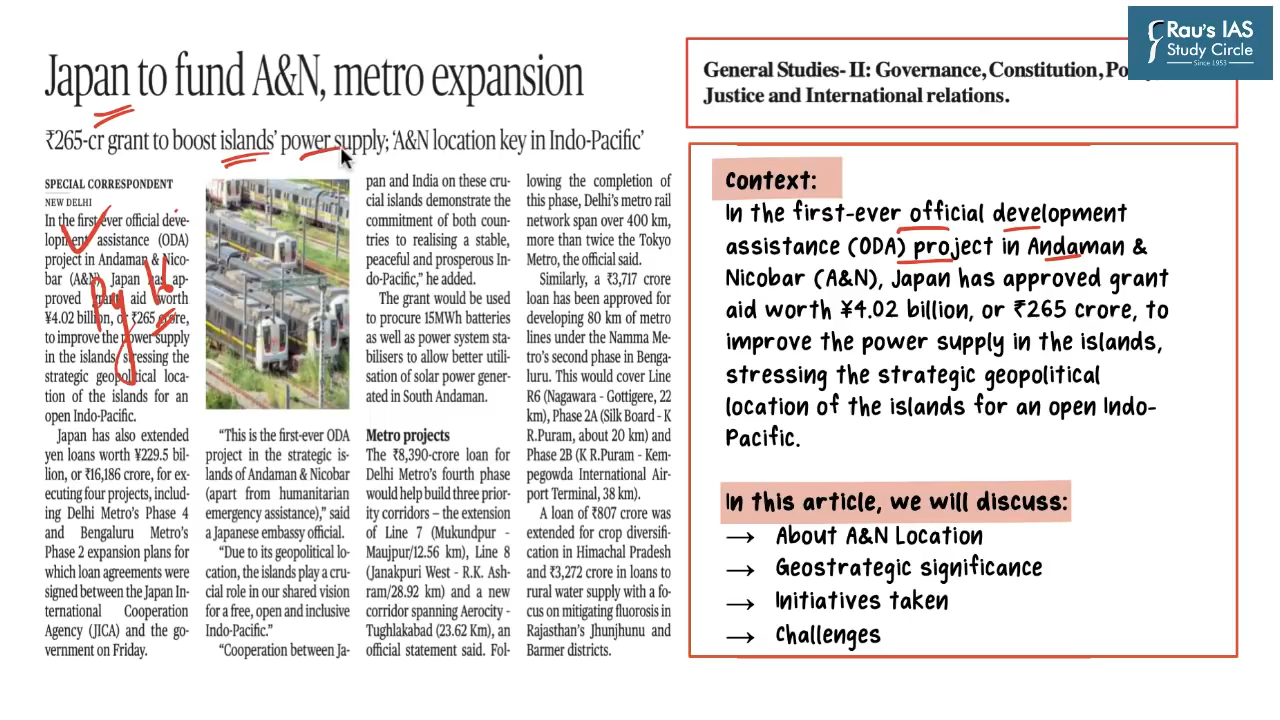 Rau's IAS
Study Circle
Since 1953
Japan to fund A&N, metro expansion
₹265-cr grant to boost islands' power supply; 'A&N location key in Indo-Pacific'
SPECIAL CORRESPONDENT
NEW DELHI
In the first-ever official deve-
lopment assistance (ODA)
project in Andaman & Nico-
bar (A&N), Japan has ap-
proved grant aid worth
¥4.02 billion, or ₹265 crore,
to improve the power supply
in the islands, stressing the
strategic geopolitical loca-
tion of the islands for an
open Indo-Pacific.
Japan has also extended
yen loans worth ¥229.5 bil-
lion, or ₹16,186 crore, for ex-
ecuting four projects, includ-
ing Delhi Metro's Phase 4
and Bengaluru Metro's
Phase 2 expansion plans for
which loan agreements were
signed between the Japan In-
ternational Cooperation
Agency (JICA) and the go-
vernment on Friday.
"This is the first-ever ODA
project in the strategic is-
lands of Andaman & Nicobar
(apart from humanitarian
emergency assistance)," said
a Japanese embassy official.
"Due to its geopolitical lo-
cation, the islands play a cru-
cial role in our shared vision
for a free, open and inclusive
Indo-Pacific."
"Cooperation between Ja-
pan and India on these cru-
cial islands demonstrate the
commitment of both coun-
tries to realising a stable,
peaceful and prosperous In-
do-Pacific," he added.
The grant would be used
to procure 15MWh batteries
as well as power system sta-
bilisers to allow better utili-
sation of solar power gener-
ated in South Andaman.
Metro projects
The ₹8,390-crore loan for
Delhi Metro's fourth phase
would help build three prior-
ity corridors – the extension
of Line 7 (Mukundpur -
Maujpur/12.56 km), Line 8
(Janakpuri West - R.K. Ash-
ram/28.92 km) and a new
corridor spanning Aerocity -
Tughlakabad (23.62 Km), an
official statement said. Fol-
lowing the completion of
this phase, Delhi's metro rail
network span over 400 km,
more than twice the Tokyo
Metro, the official said.
Similarly, a ₹3,717 crore
loan has been approved for
developing 80 km of metro
lines under the Namma Me-
tro's second phase in Benga-
luru. This would cover Line
R6 (Nagawara - Gottigere, 22
km), Phase 2A (Silk Board - K
R.Puram, about 20 km) and
Phase 2B (K R.Puram - Kem-
pegowda International Air-
port Terminal, 38 km).
A loan of ₹807 crore was
extended for crop diversifi-
cation in Himachal Pradesh
and ₹3,272 crore in loans to
rural water supply with a fo-
cus on mitigating fluorosis in
Rajasthan's Jhunjhunu and
Barmer districts.
General Studies- II: Governance, Constitution,
Justice and International relations.
Context:
In the first-ever official development
assistance (ODA) project in Andaman &
Nicobar (A&N), Japan has approved grant
aid worth ¥4.02 billion, or ₹265 crore, to
improve the power supply in the islands,
stressing the strategic geopolitical
location of the islands for an open Indo-
Pacific.
In this article, we will discuss:
→ About A&N Location
→ Geostrategic significance
→ Initiatives taken
→ Challenges